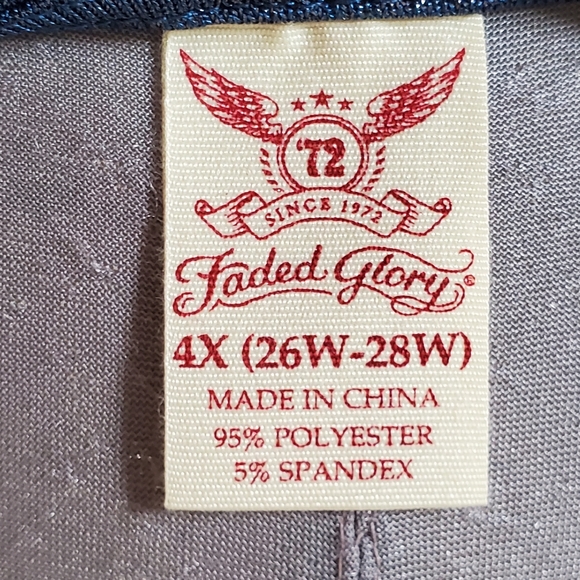 '72
SINCE 1972
Faded Glory®
4X (26W-28W)
MADE IN CHINA
95% POLYESTER
5% SPANDEX